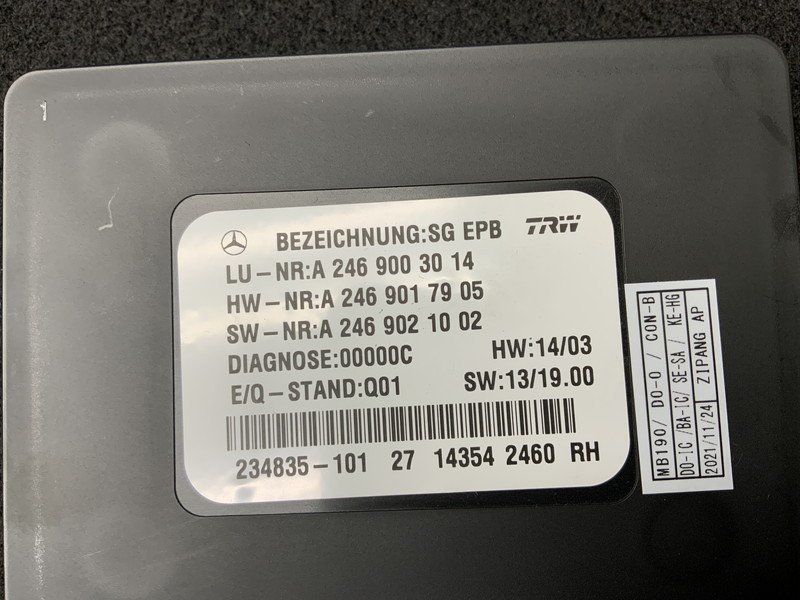 1
BEZEICHNUNG:SG EPB TRW
LU-NR:A 246 900 30 14
HW-NR:A 246 901 79 05
SW-NR:A 246 902 10 02
DIAGNOSE:00000C HW:14/03
E/Q-STAND:Q01 SW:13/19.00
234835-101 27 14354 2460 RH
MB190/ DO-O / CON-B
DO-IC /BA-IC/ SE-SA / KE-HG
2021/11/24 ZIPANG AP